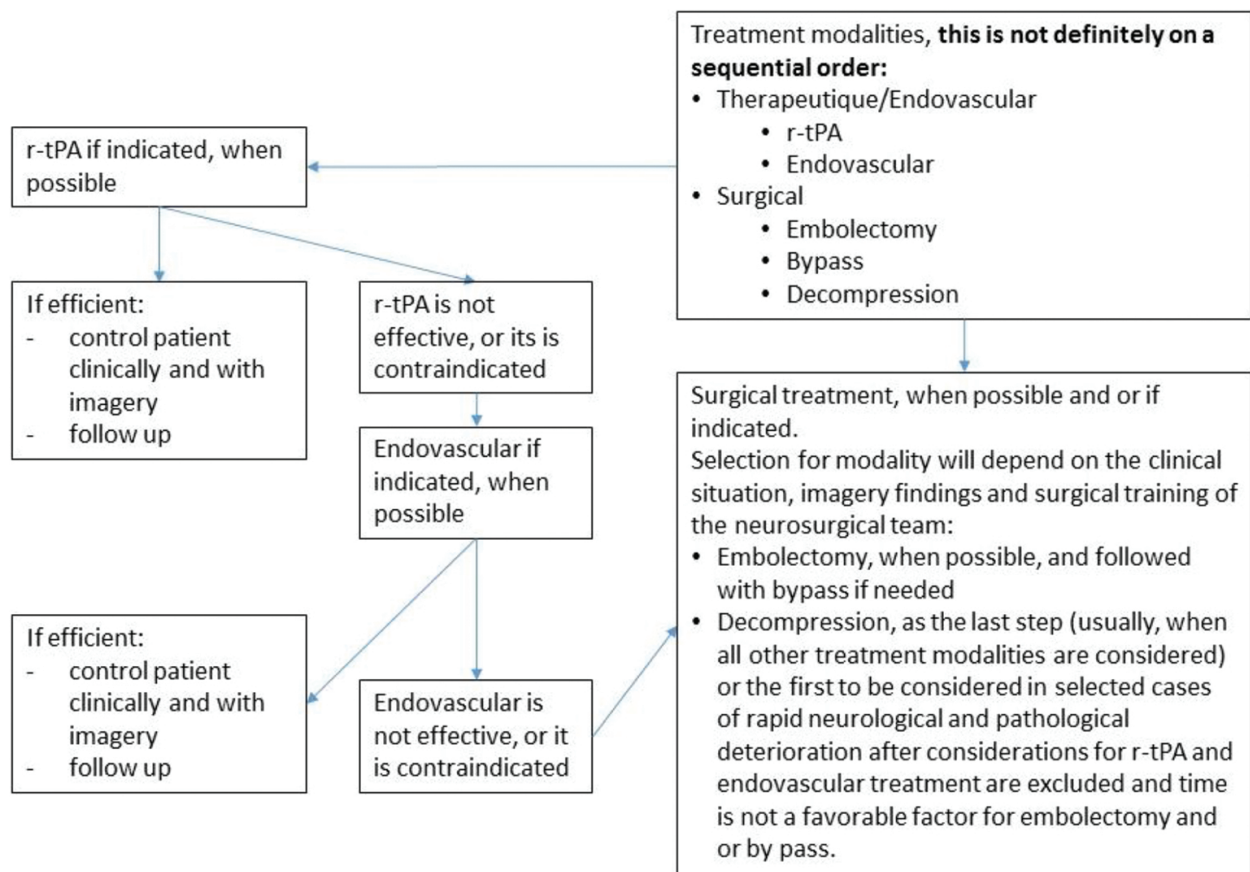 Treatment modalities, this is not definitely on a
sequential order:
• Therapeutique/Endovascular
• r-tPA
• Endovascular
• Surgical
• Embolectomy
• Bypass
• Decompression
r-tPA if indicated, when
possible
If efficient:
- control patient
clinically and with
imagery
- follow up
r-tPA is not
effective, or its is
contraindicated
Endovascular if
indicated, when
possible
If efficient:
- control patient
clinically and with
imagery
- follow up
Endovascular is
not effective, or it
is contraindicated
Surgical treatment, when possible and or if
indicated.
Selection for modality will depend on the clinical
situation, imagery findings and surgical training of
the neurosurgical team:
• Embolectomy, when possible, and followed
with bypass if needed
• Decompression, as the last step (usually, when
all other treatment modalities are considered)
or the first to be considered in selected cases
of rapid neurological and pathological
deterioration after considerations for r-tPA and
endovascular treatment are excluded and time
is not a favorable factor for embolectomy and
or by pass.